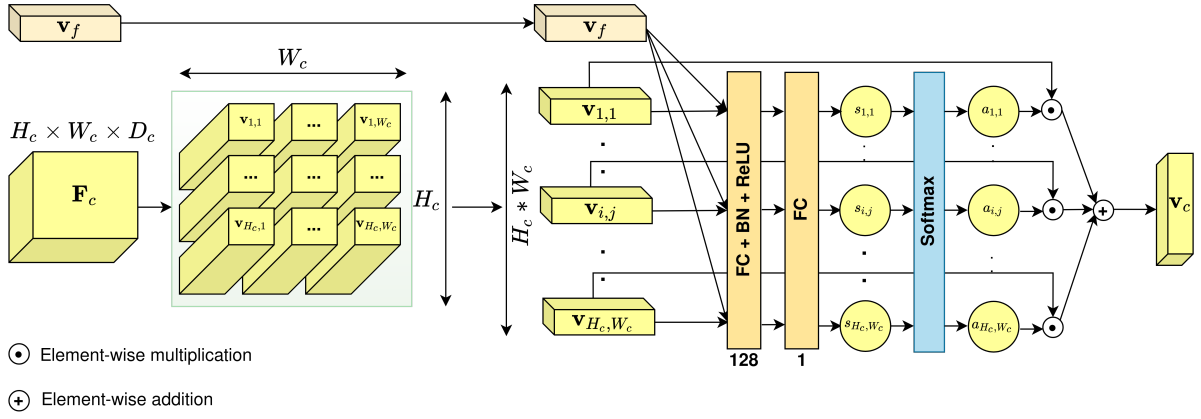 v_f
v_f
W_c
H_c × W_c × D_c
F_c
v_{1,1} ... v_{1,W_c}
... ... ...
v_{H_c,1} ... v_{H_c,W_c}
H_c
H_c * W_c
v_{1,1}
v_{i,j}
v_{H_c,W_c}
FC + BN + ReLU
128
FC
1
s_{1,1}
s_{i,j}
s_{H_c,W_c}
Softmax
a_{1,1}
a_{i,j}
a_{H_c,W_c}
v_c
Element-wise multiplication
Element-wise addition